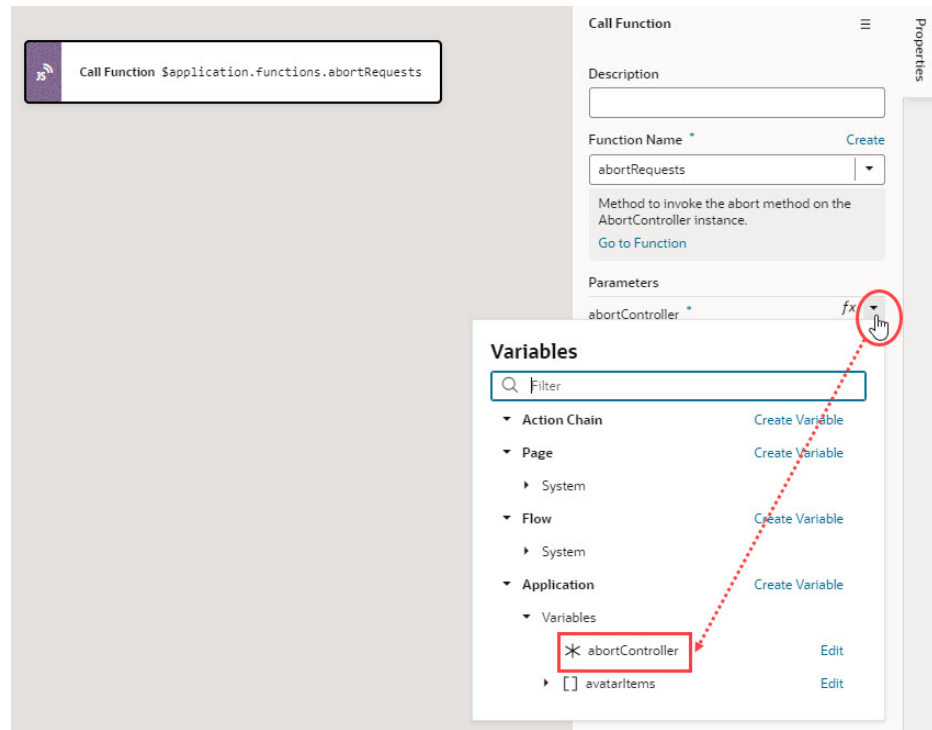 Call Function
Properties
JS
Call Function $application.functions.abortRequests
Description
Function Name *
Create
abortRequests
Method to invoke the abort method on the
AbortController instance.
Go to Function
Parameters
abortController *
fx
Variables
Filter
Action Chain
Create Variable
Page
Create Variable
System
Flow
Create Variable
System
Application
Create Variable
Variables
abortController
Edit
[] avatarItems
Edit